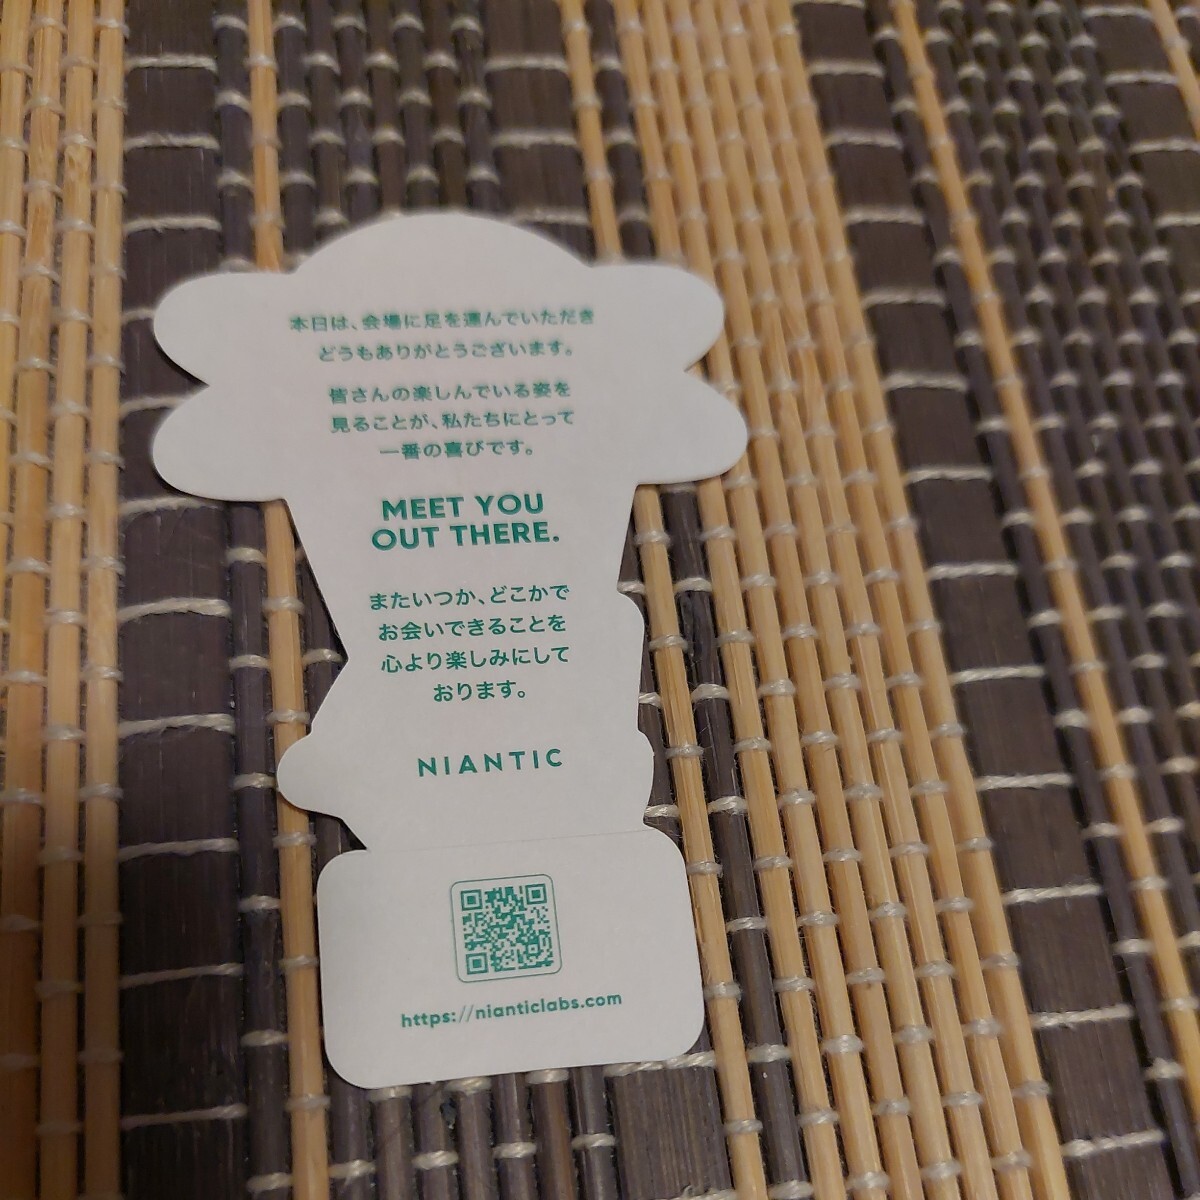 本日は、会場に足を運んでいただき
どうもありがとうございます。
皆さんの楽しんでいる姿を
見ることが、私たちにとって
一番の喜びです。
MEET YOU
OUT THERE.
またいつか、どこかで
お会いできることを
心より楽しみにして
おります。
NIANTIC
https://nianticlabs.com